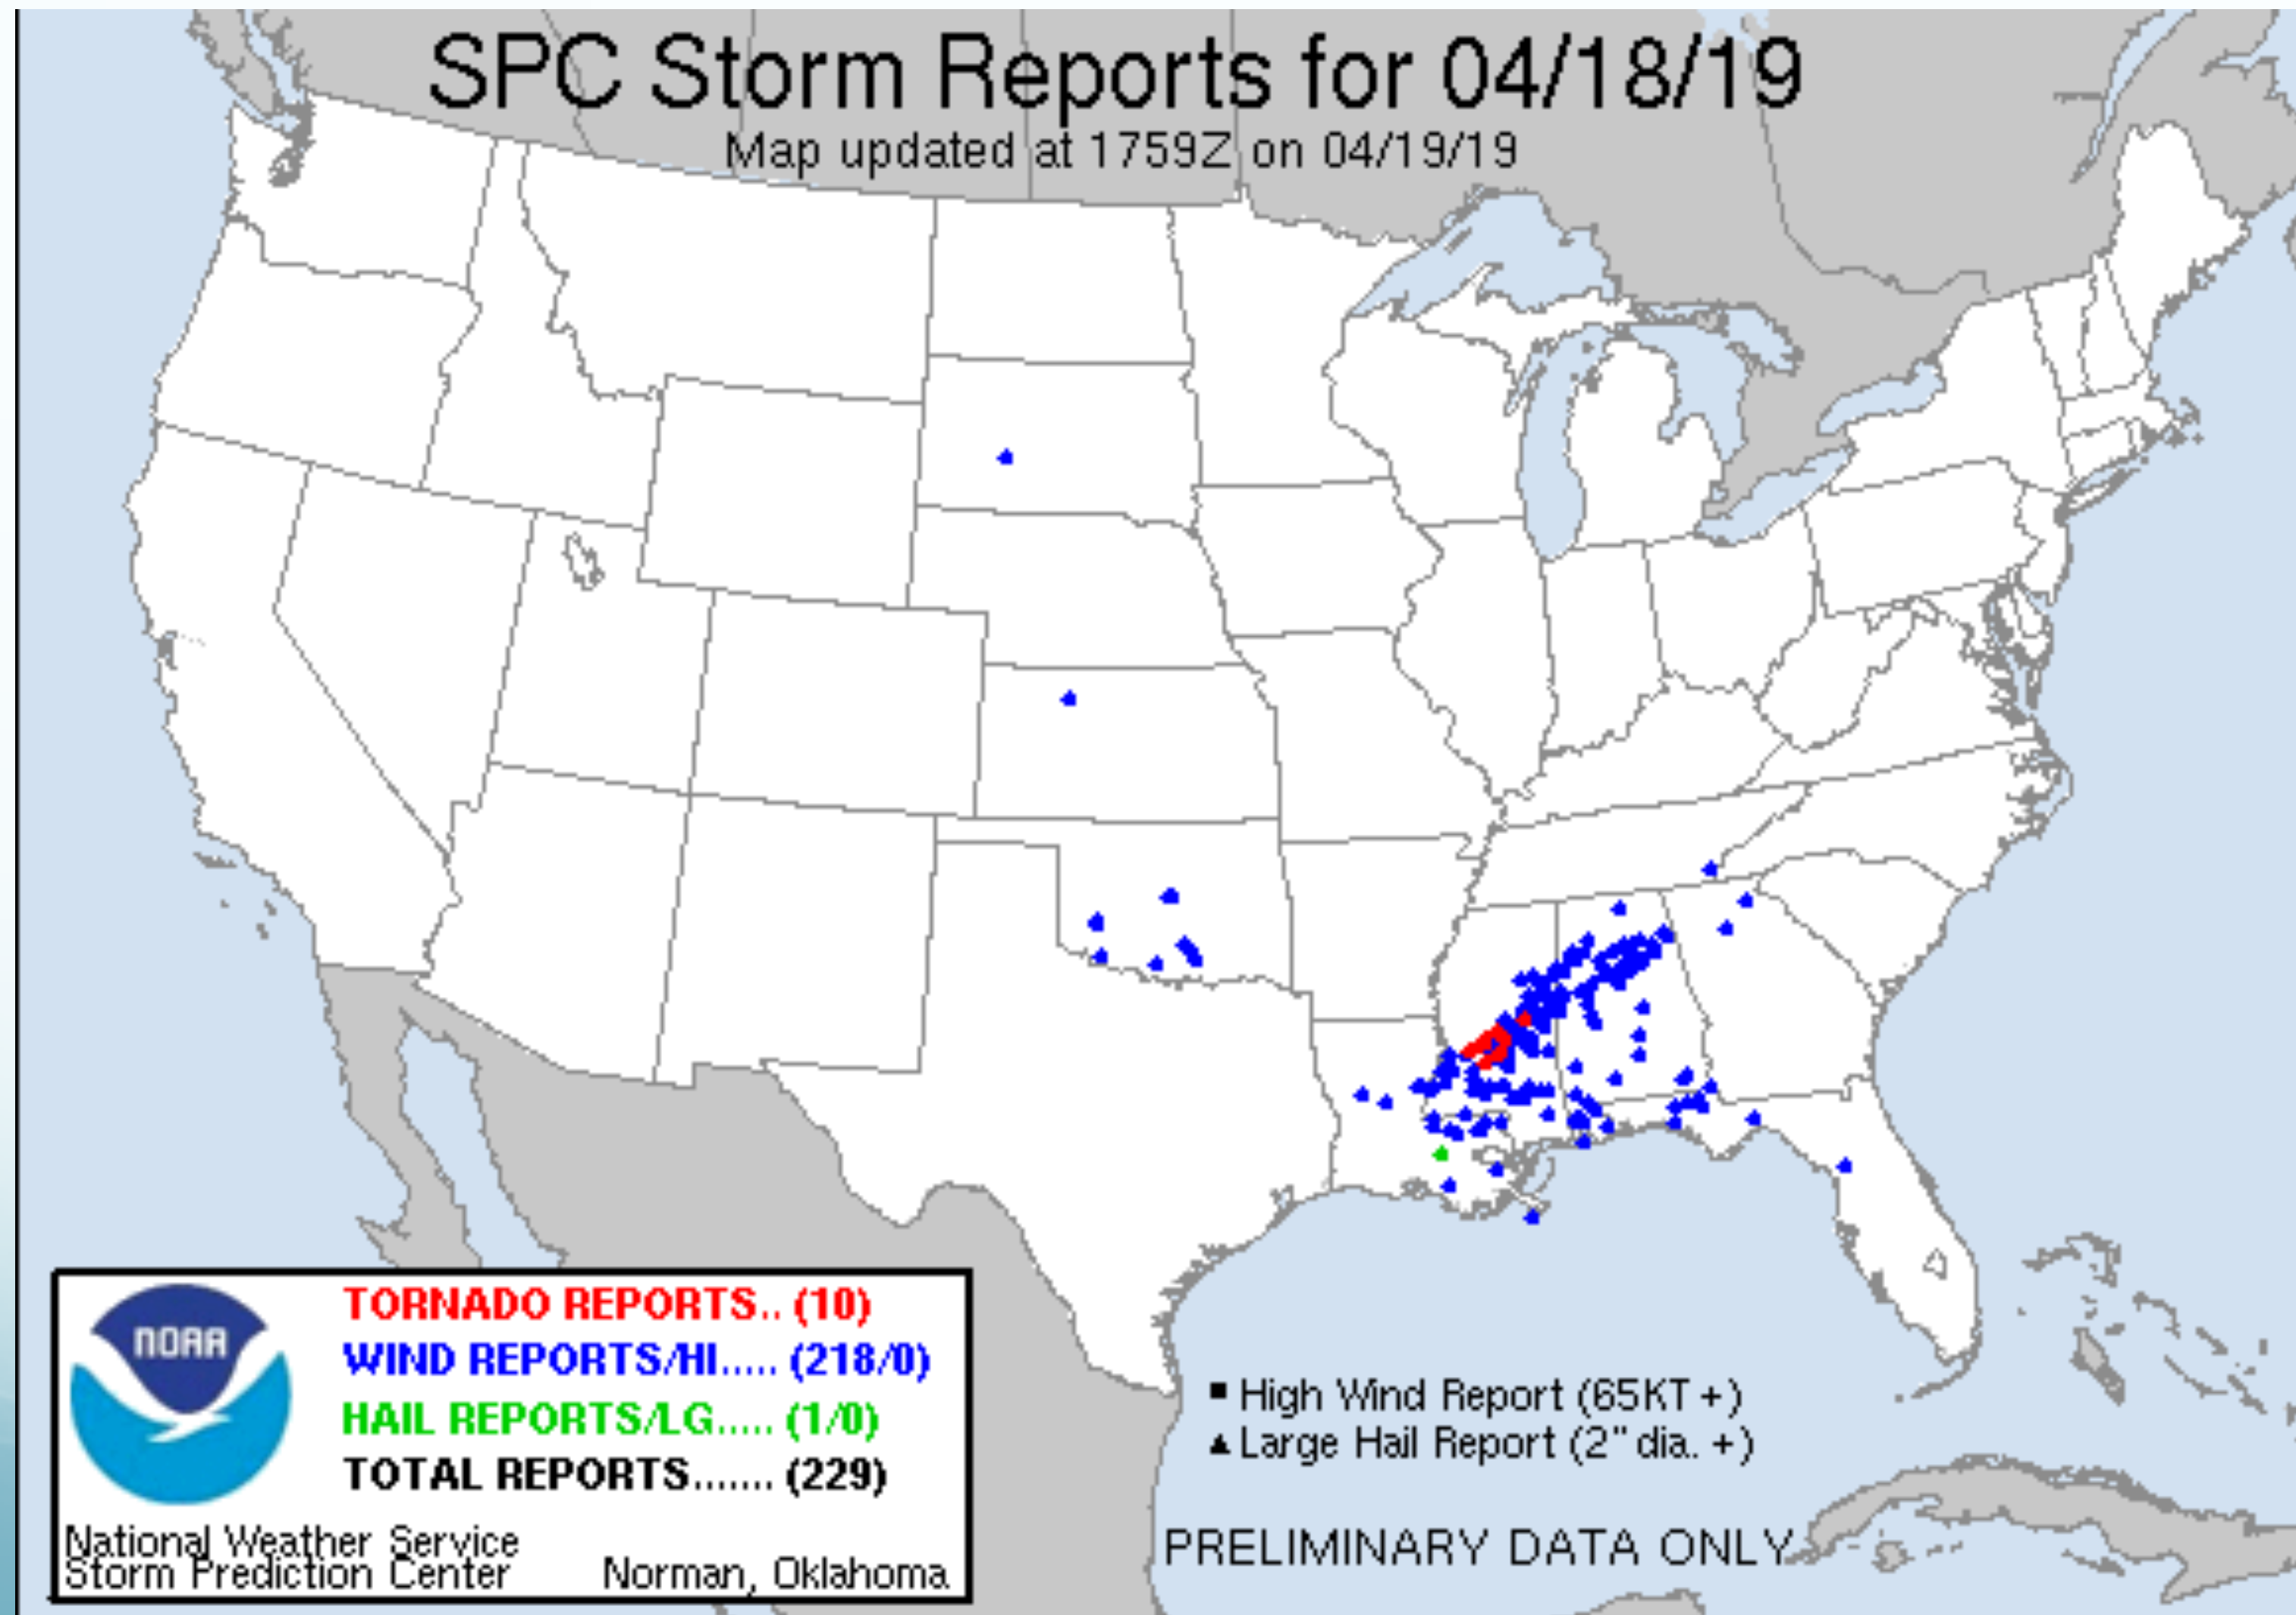 SPC Storm Reports for 04/18/19
Map updated at 1759Z on 04/19/19
NOAA
TORNADO REPORTS.. (10)
WIND REPORTS/HI..... (218/0)
HAIL REPORTS/LG..... (1/0)
TOTAL REPORTS....... (229)
National Weather Service
Storm Prediction Center Norman, Oklahoma
High Wind Report (65KT +)
Large Hail Report (2" dia. +)
PRELIMINARY DATA ONLY